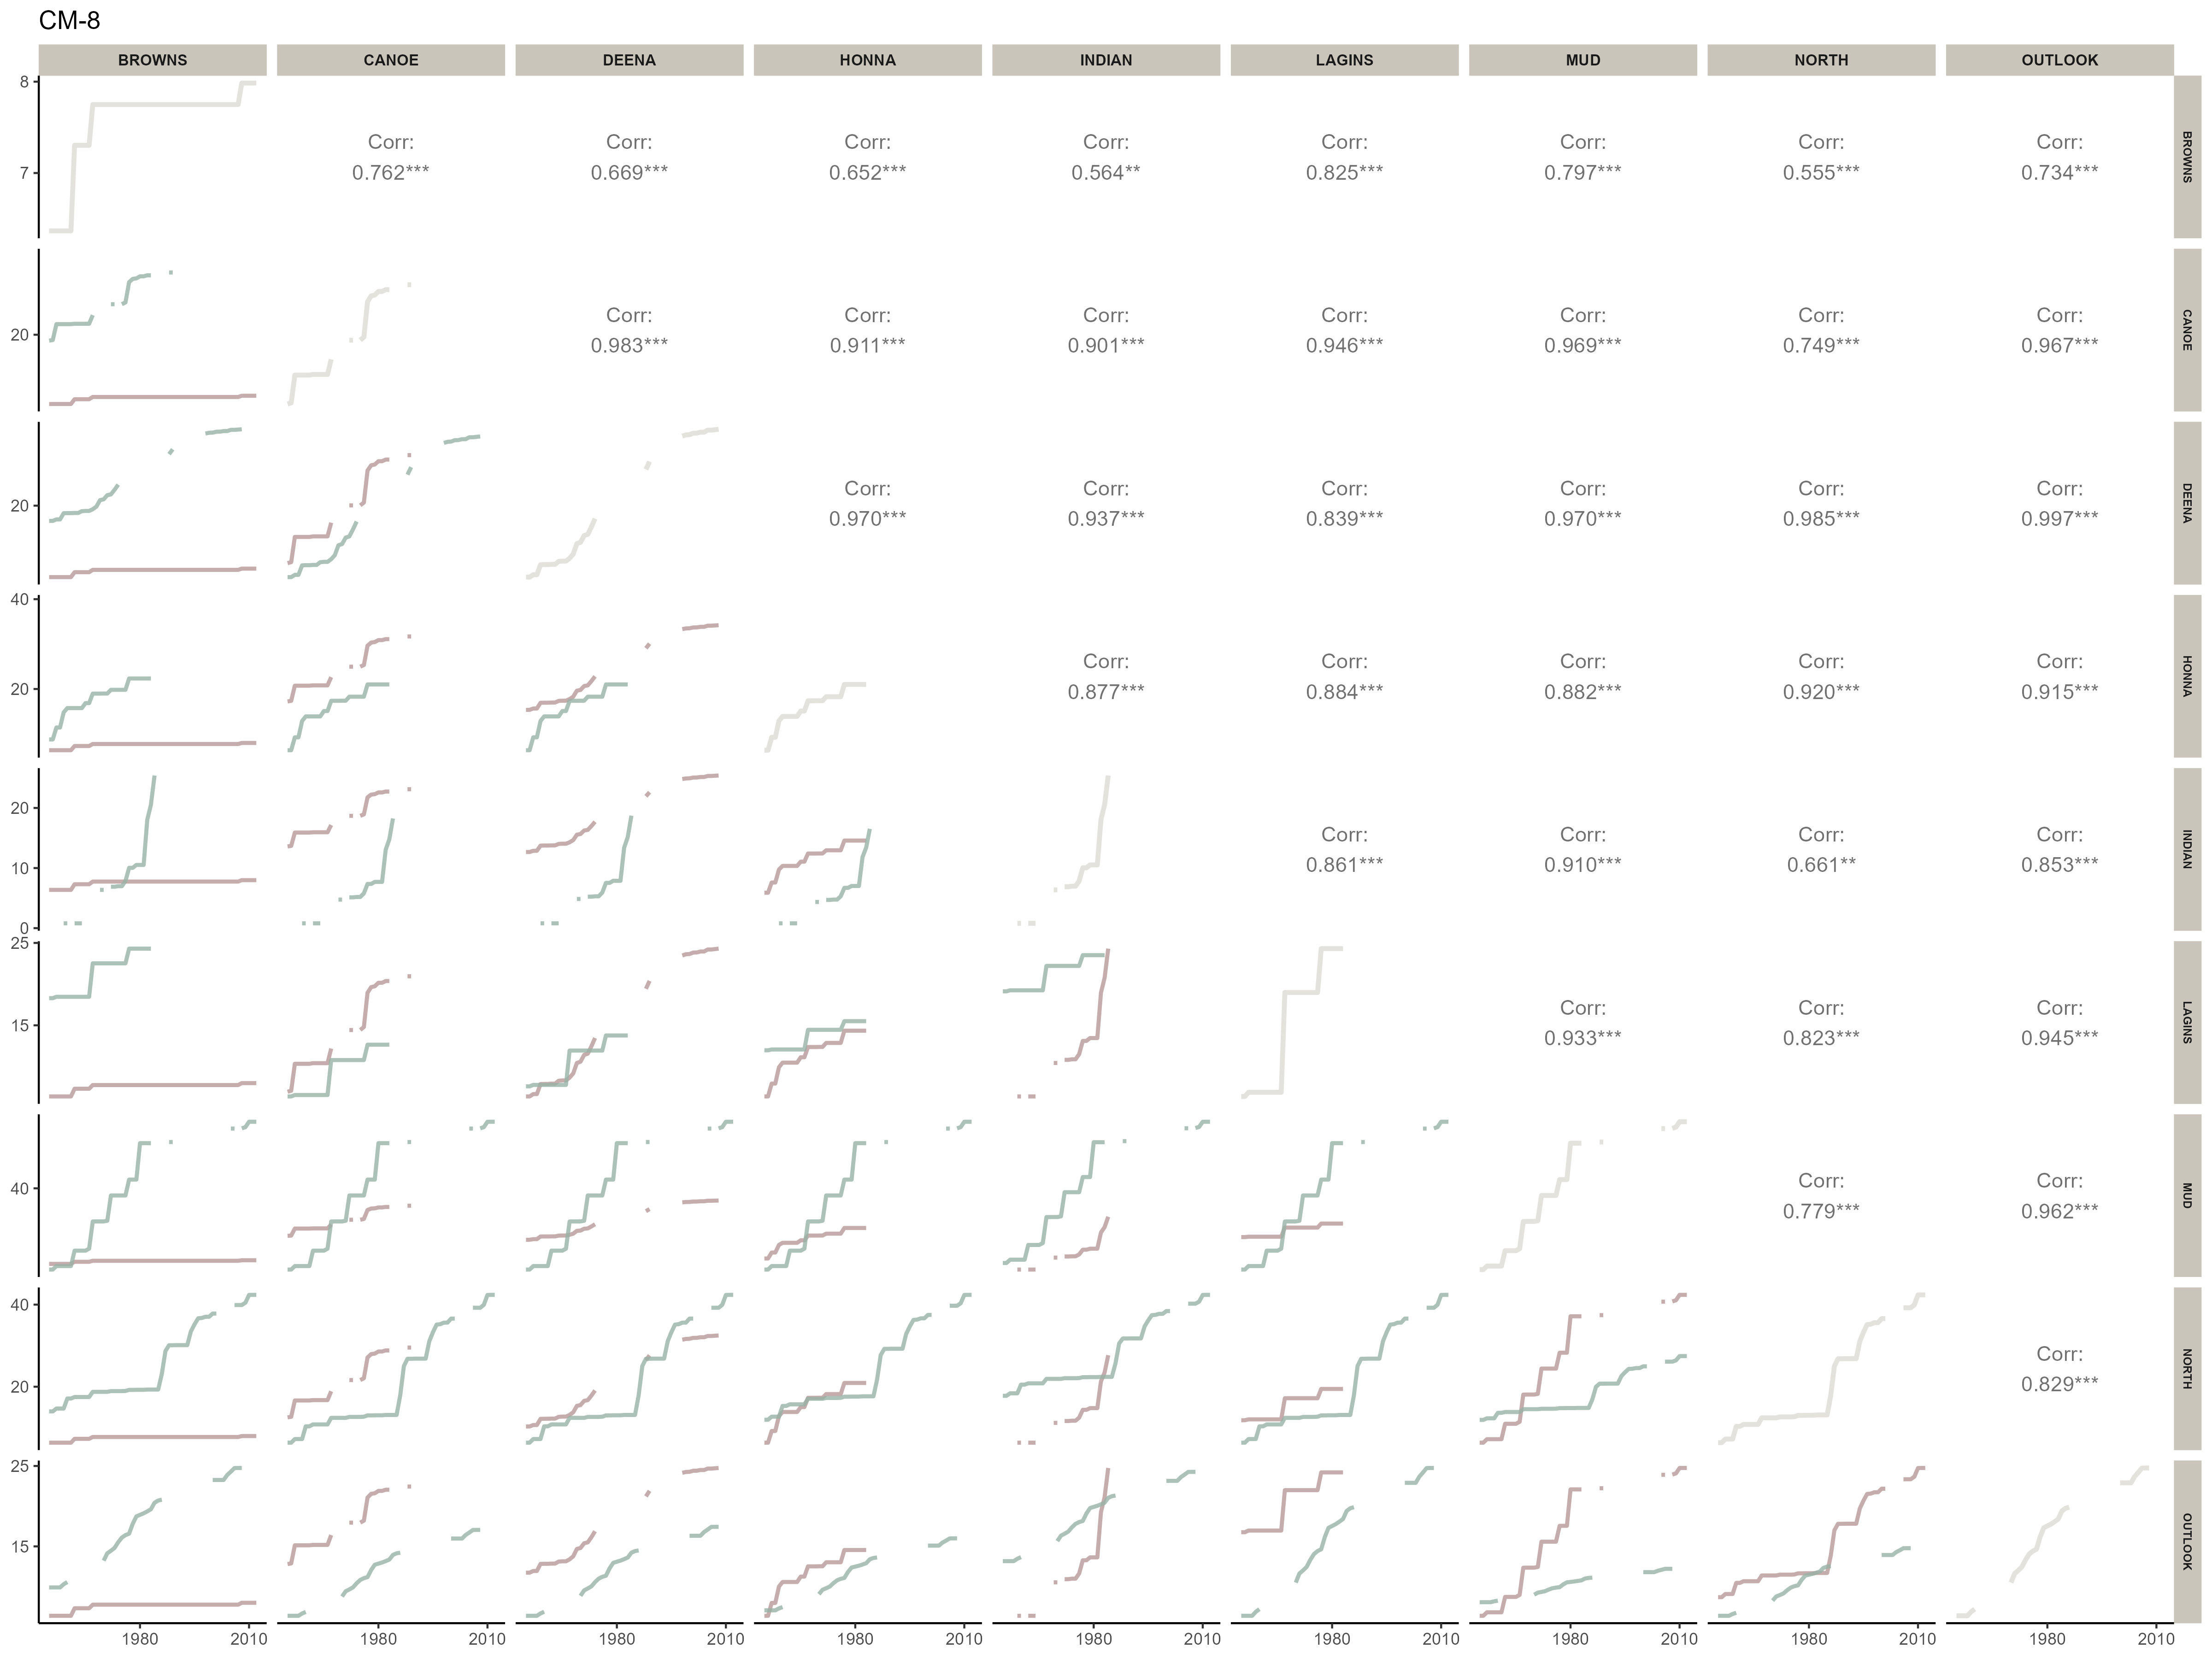 CM-8
BROWNS CANOE DEENA HONNA INDIAN LAGINS MUD NORTH OUTLOOK
8
Corr: Corr: Corr: Corr: Corr: Corr: Corr: Corr:
7 0.762*** 0.669*** 0.652*** 0.564** 0.825*** 0.797*** 0.555*** 0.734***
BROWNS
Corr: Corr: Corr: Corr: Corr: Corr: Corr:
20 0.983*** 0.911*** 0.901*** 0.946*** 0.969*** 0.749*** 0.967***
CANOE
Corr: Corr: Corr: Corr: Corr: Corr:
20 0.970*** 0.937*** 0.839*** 0.970*** 0.985*** 0.997***
DEENA
40
Corr: Corr: Corr: Corr: Corr:
20 0.877*** 0.884*** 0.882*** 0.920*** 0.915***
HONNA
20
Corr: Corr: Corr: Corr:
10 0.861*** 0.910*** 0.661** 0.853***
0
INDIAN
25
Corr: Corr: Corr:
15 0.933*** 0.823*** 0.945***
LAGINS
Corr: Corr:
40 0.779*** 0.962***
MUD
40
Corr:
20 0.829***
NORTH
25
15
OUTLOOK
1980 2010 1980 2010 1980 2010 1980 2010 1980 2010 1980 2010 1980 2010 1980 2010 1980 2010